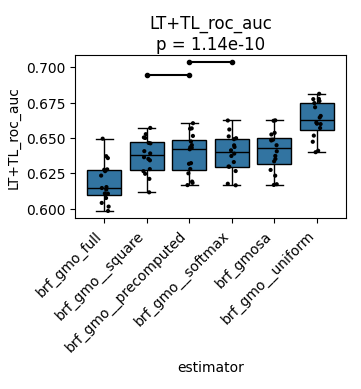 LT+TL_roc_auc
p = 1.14e-10
LT+TL_roc_auc
0.700
0.675
0.650
0.625
0.600
brf_gmo_full
brf_gmo__square
brf_gmo__precomputed
brf_gmo__softmax
brf_gmosa
brf_gmo__uniform
estimator